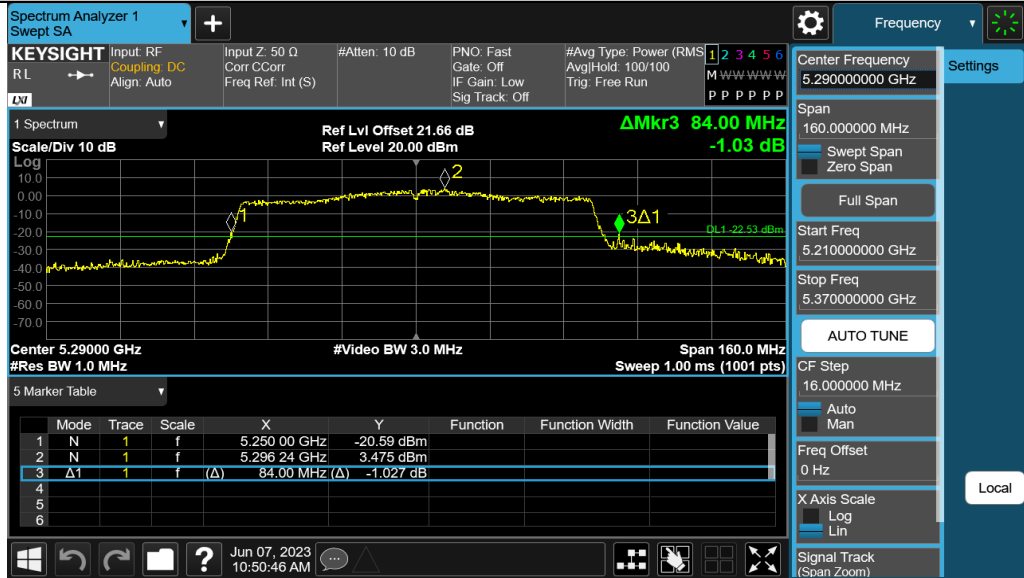 Spectrum Analyzer 1
Swept SA
Frequency
KEYSIGHT
RL
LXI
Input: RF
Coupling: DC
Align: Auto
Input Z: 50 Ω
Corr CCorr
Freq Ref: Int (S)
#Atten: 10 dB
PNO: Fast
Gate: Off
IF Gain: Low
Sig Track: Off
#Avg Type: Power (RMS
Avg|Hold: 100/100
Trig: Free Run
1 2 3 4 5 6
M W W W W W
P P P P P P
1 Spectrum
Scale/Div 10 dB
Ref Lvl Offset 21.66 dB
Ref Level 20.00 dBm
ΔMkr3 84.00 MHz
-1.03 dB
Log
10.0
0.00
-10.0
-20.0
-30.0
-40.0
-50.0
-60.0
-70.0
1
2
3Δ1
DL1 -22.53 dBm
Center 5.29000 GHz
#Video BW 3.0 MHz
Span 160.0 MHz
#Res BW 1.0 MHz
Sweep 1.00 ms (1001 pts)
5 Marker Table
Mode Trace Scale X Y Function Function Width Function Value
1 N 1 f 5.250 00 GHz -20.59 dBm
2 N 1 f 5.296 24 GHz 3.475 dBm
3 Δ1 1 f (Δ) 84.00 MHz (Δ) -1.027 dB
4
5
6
?
Jun 07, 2023
10:50:46 AM
Center Frequency
5.290000000 GHz
Span
160.000000 MHz
Swept Span
Zero Span
Full Span
Start Freq
5.210000000 GHz
Stop Freq
5.370000000 GHz
AUTO TUNE
CF Step
16.000000 MHz
Auto
Man
Freq Offset
0 Hz
X Axis Scale
Log
Lin
Signal Track
(Span Zoom)
Settings
Local